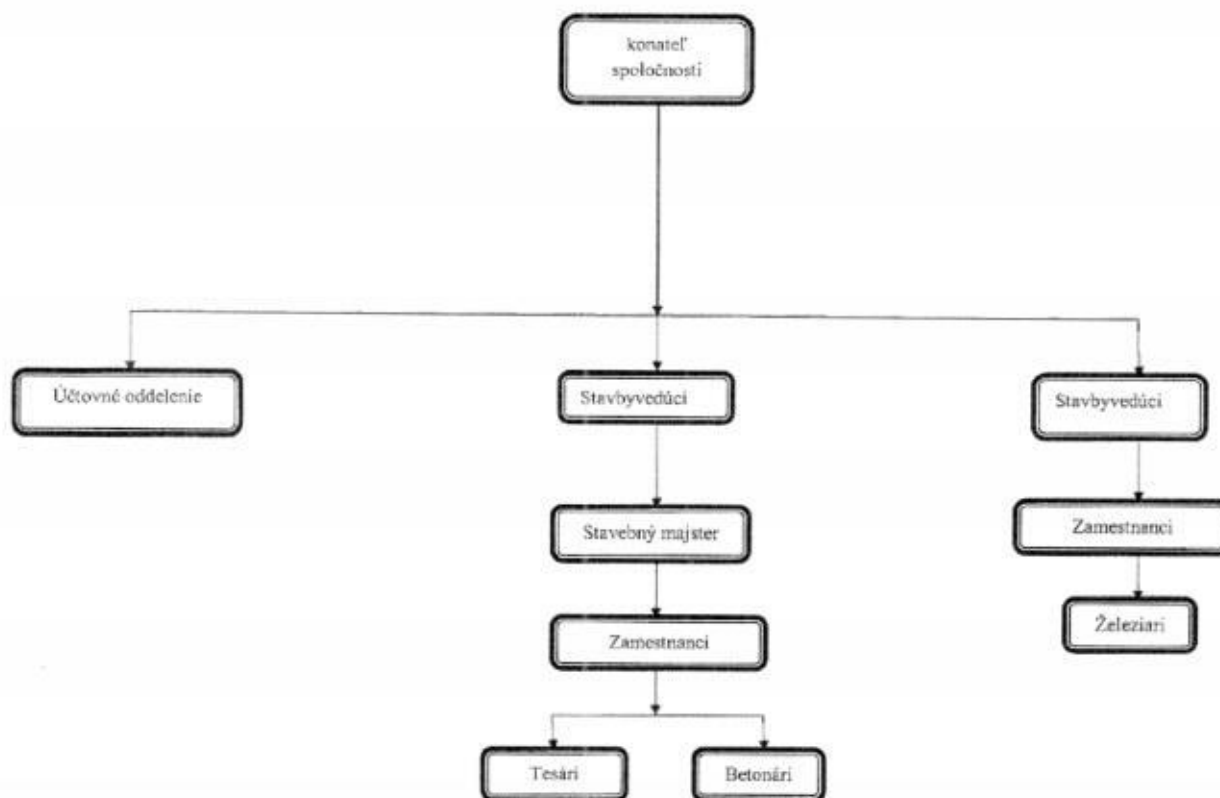 konateľ
spoločnosti
Účtovné oddelenie
Stavbyvedúci
Stavbyvedúci
Stavebný majster
Zamestnanci
Zamestnanci
Železiari
Tesári
Betonári